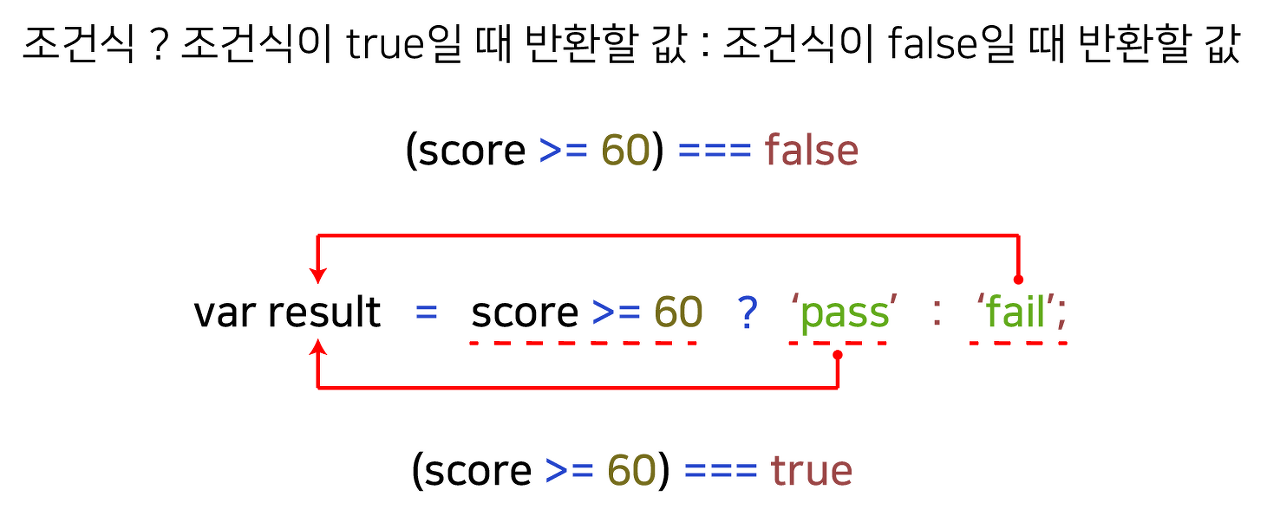 조건식 ? 조건식이 true일 때 반환할 값 : 조건식이 false일 때 반환할 값
(score >= 60) === false
var result = score >= 60 ? ‘pass’ : ‘fail’;
(score >= 60) === true